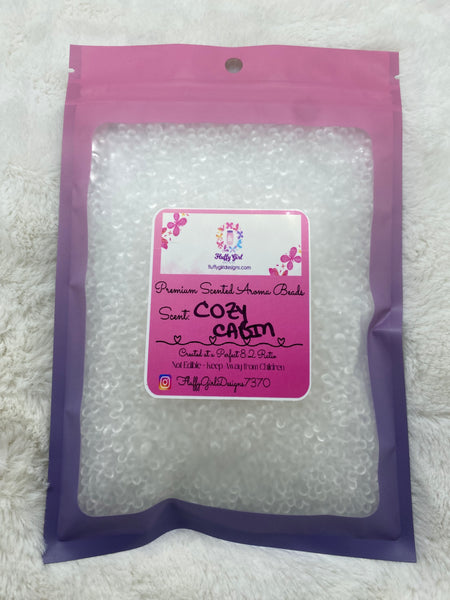 Fluffy Girl
fluffygirldesigns.com
Premium Scented Aroma Beads
Scent: COZY
CABIN
Created at a Perfect 8:2 Ratio
Not Edible - Keep Away from Children
FluffyGirlsDesigns7370